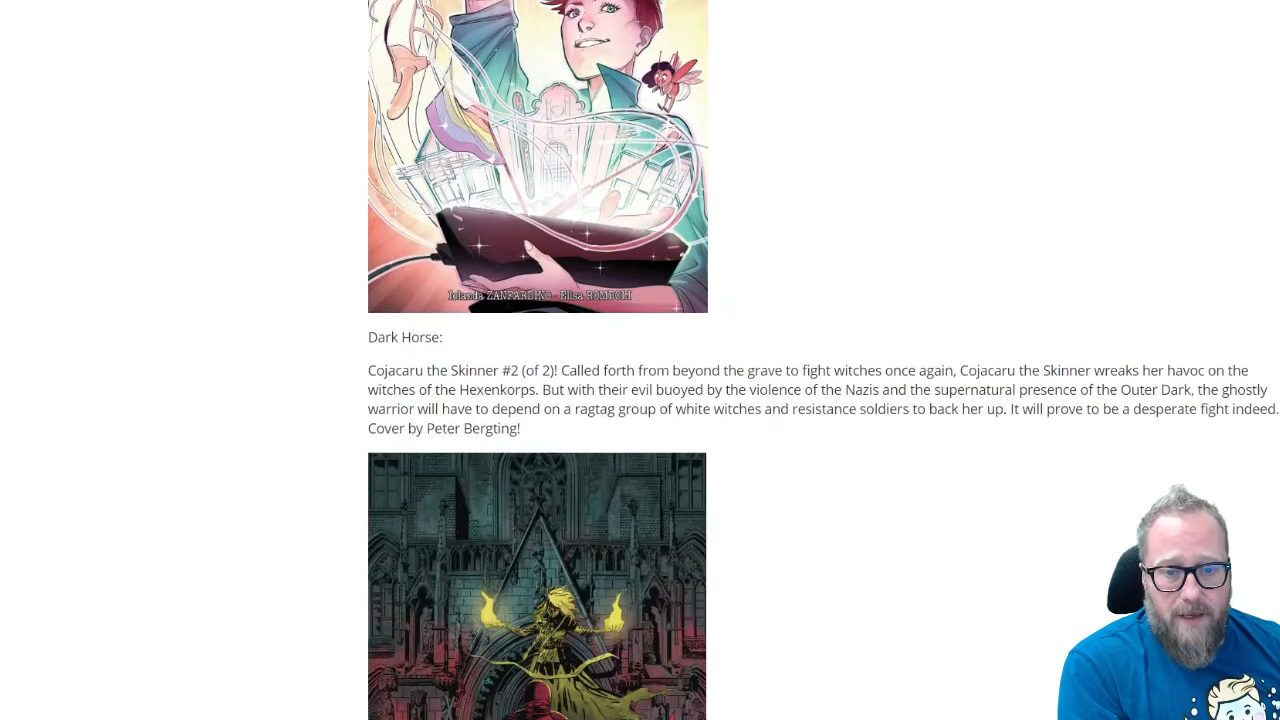 Iolanda ZANFARDINO - Elisa ROMBOLI
Dark Horse:
Cojacaru the Skinner #2 (of 2)! Called forth from beyond the grave to fight witches once again, Cojacaru the Skinner wreaks her havoc on the
witches of the Hexenkorps. But with their evil buoyed by the violence of the Nazis and the supernatural presence of the Outer Dark, the ghostly
warrior will have to depend on a ragtag group of white witches and resistance soldiers to back her up. It will prove to be a desperate fight indeed.
Cover by Peter Bergting!